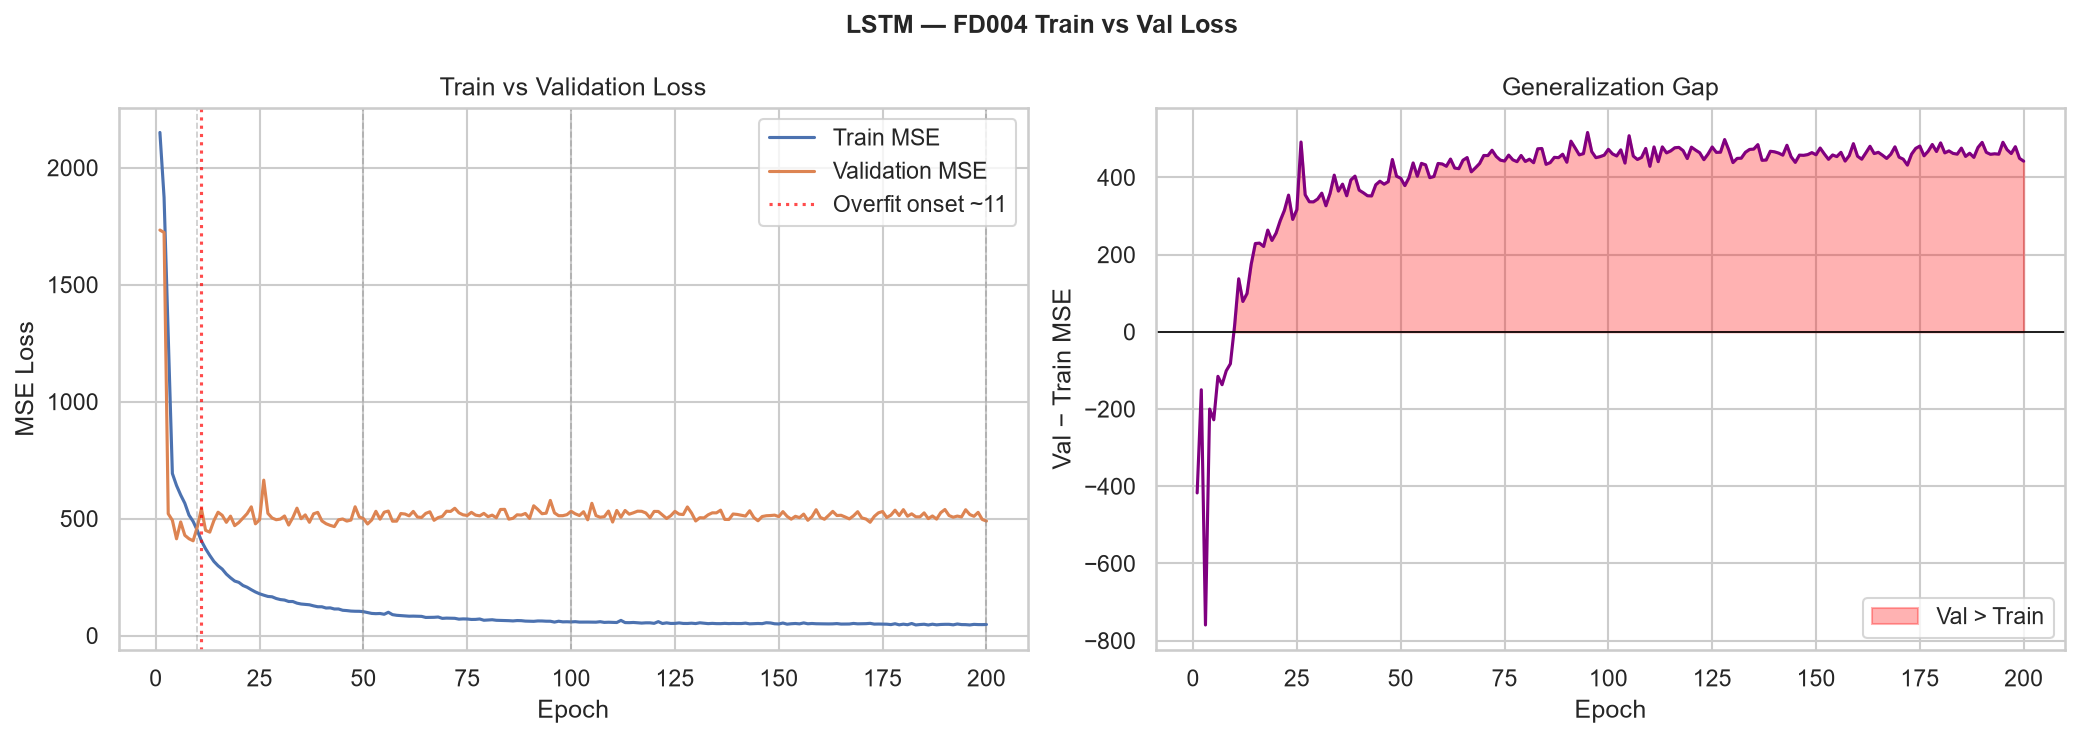 LSTM — FD004 Train vs Val Loss
Train vs Validation Loss
Train MSE
Validation MSE
Overfit onset ~11
MSE Loss
2000
1500
1000
500
0
0 25 50 75 100 125 150 175 200
Epoch
Generalization Gap
Val − Train MSE
400
200
0
−200
−400
−600
−800
Val > Train
0 25 50 75 100 125 150 175 200
Epoch